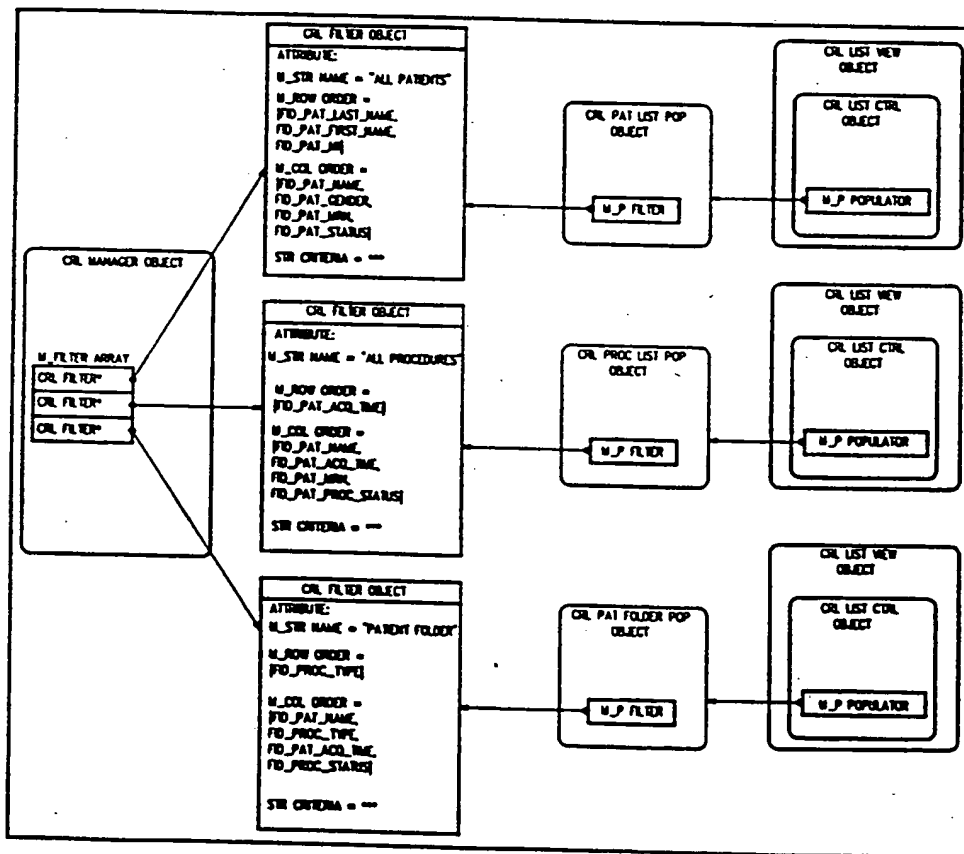 CRL FILTER OBJECT
ATTRIBUTE:
M_STR NAME = "ALL PATIENTS"
M_ROW ORDER =
[FID_PAT_LAST_NAME,
FID_PAT_FIRST_NAME,
FID_PAT_MI]
M_COL ORDER =
[FID_PAT_NAME,
FID_PAT_GENDER,
FID_PAT_MRN,
FID_PAT_STATUS]
STR CRITERIA = ""
CRL PAT LIST POP
OBJECT
M_P FILTER
CRL LIST VIEW
OBJECT
CRL LIST CTRL
OBJECT
M_P POPULATOR
CRL MANAGER OBJECT
M_FILTER ARRAY
CRL FILTER*
CRL FILTER*
CRL FILTER*
CRL FILTER OBJECT
ATTRIBUTE:
M_STR NAME = "ALL PROCEDURES"
M_ROW ORDER =
[FID_PAT_ACQ_TIME]
M_COL ORDER =
[FID_PAT_NAME,
FID_PAT_ACQ_TIME,
FID_PAT_MRN,
FID_PAT_PROC_STATUS]
STR CRITERIA = ""
CRL PROC LIST POP
OBJECT
M_P FILTER
CRL LIST VIEW
OBJECT
CRL LIST CTRL
OBJECT
M_P POPULATOR
CRL FILTER OBJECT
ATTRIBUTE:
M_STR NAME = "PATIENT FOLDER"
M_ROW ORDER =
[FID_PROC_TYPE]
M_COL ORDER =
[FID_PAT_NAME,
FID_PROC_TYPE,
FID_PAT_ACQ_TIME,
FID_PROC_STATUS]
STR CRITERIA = ""
CRL PAT FOLDER POP
OBJECT
M_P FILTER
CRL LIST VIEW
OBJECT
CRL LIST CTRL
OBJECT
M_P POPULATOR